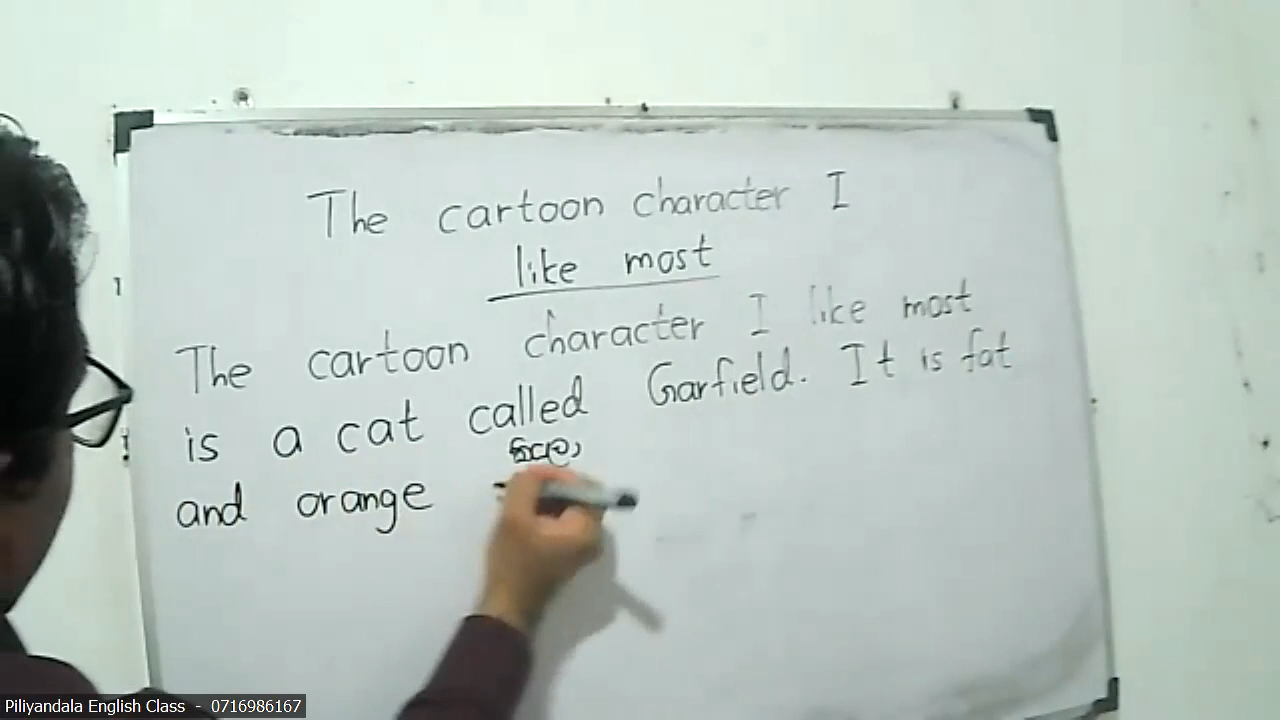 The cartoon character I
like most
The cartoon character I like most
is a cat called Garfield. It is fat
and orange
Piliyandala English Class - 0716986167